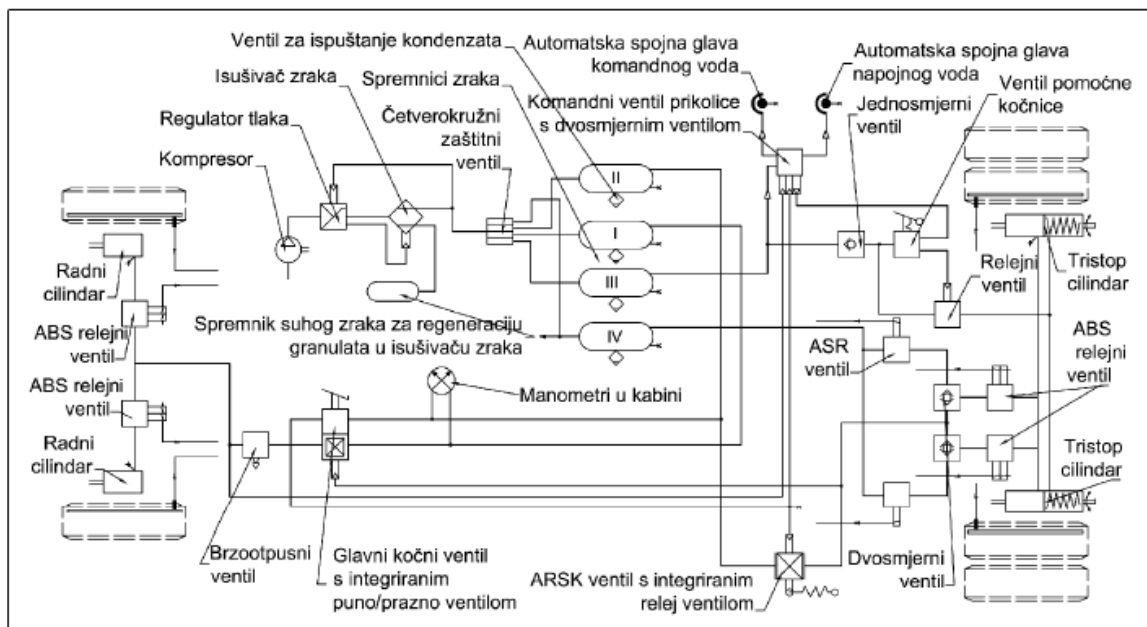 Ventil za ispuštanje kondenzata
Isušivač zraka
Spremnici zraka
Regulator tlaka
Četverokružni
zaštitni
ventil
Kompresor
Automatska spojna glava
komandnog voda
Komandni ventil prikolice
s dvosmjernim ventilom
Automatska spojna glava
napojnog voda
Ventil pomoćne
kočnice
Jednosmjerni
ventil
II
I
III
IV
Radni
cilindar
ABS relejni
ventil
ABS relejni
ventil
Radni
cilindar
Spremnik suhog zraka za regeneraciju
granulata u isušivaču zraka
Manometri u kabini
Tristop
cilindar
Relejni
ventil
ASR
ventil
ABS
relejni
ventil
Tristop
cilindar
Brzootpusni
ventil
Glavni kočni ventil
s integriranim
puno/prazno ventilom
ARSK ventil s integriranim
relej ventilom
Dvosmjerni
ventil